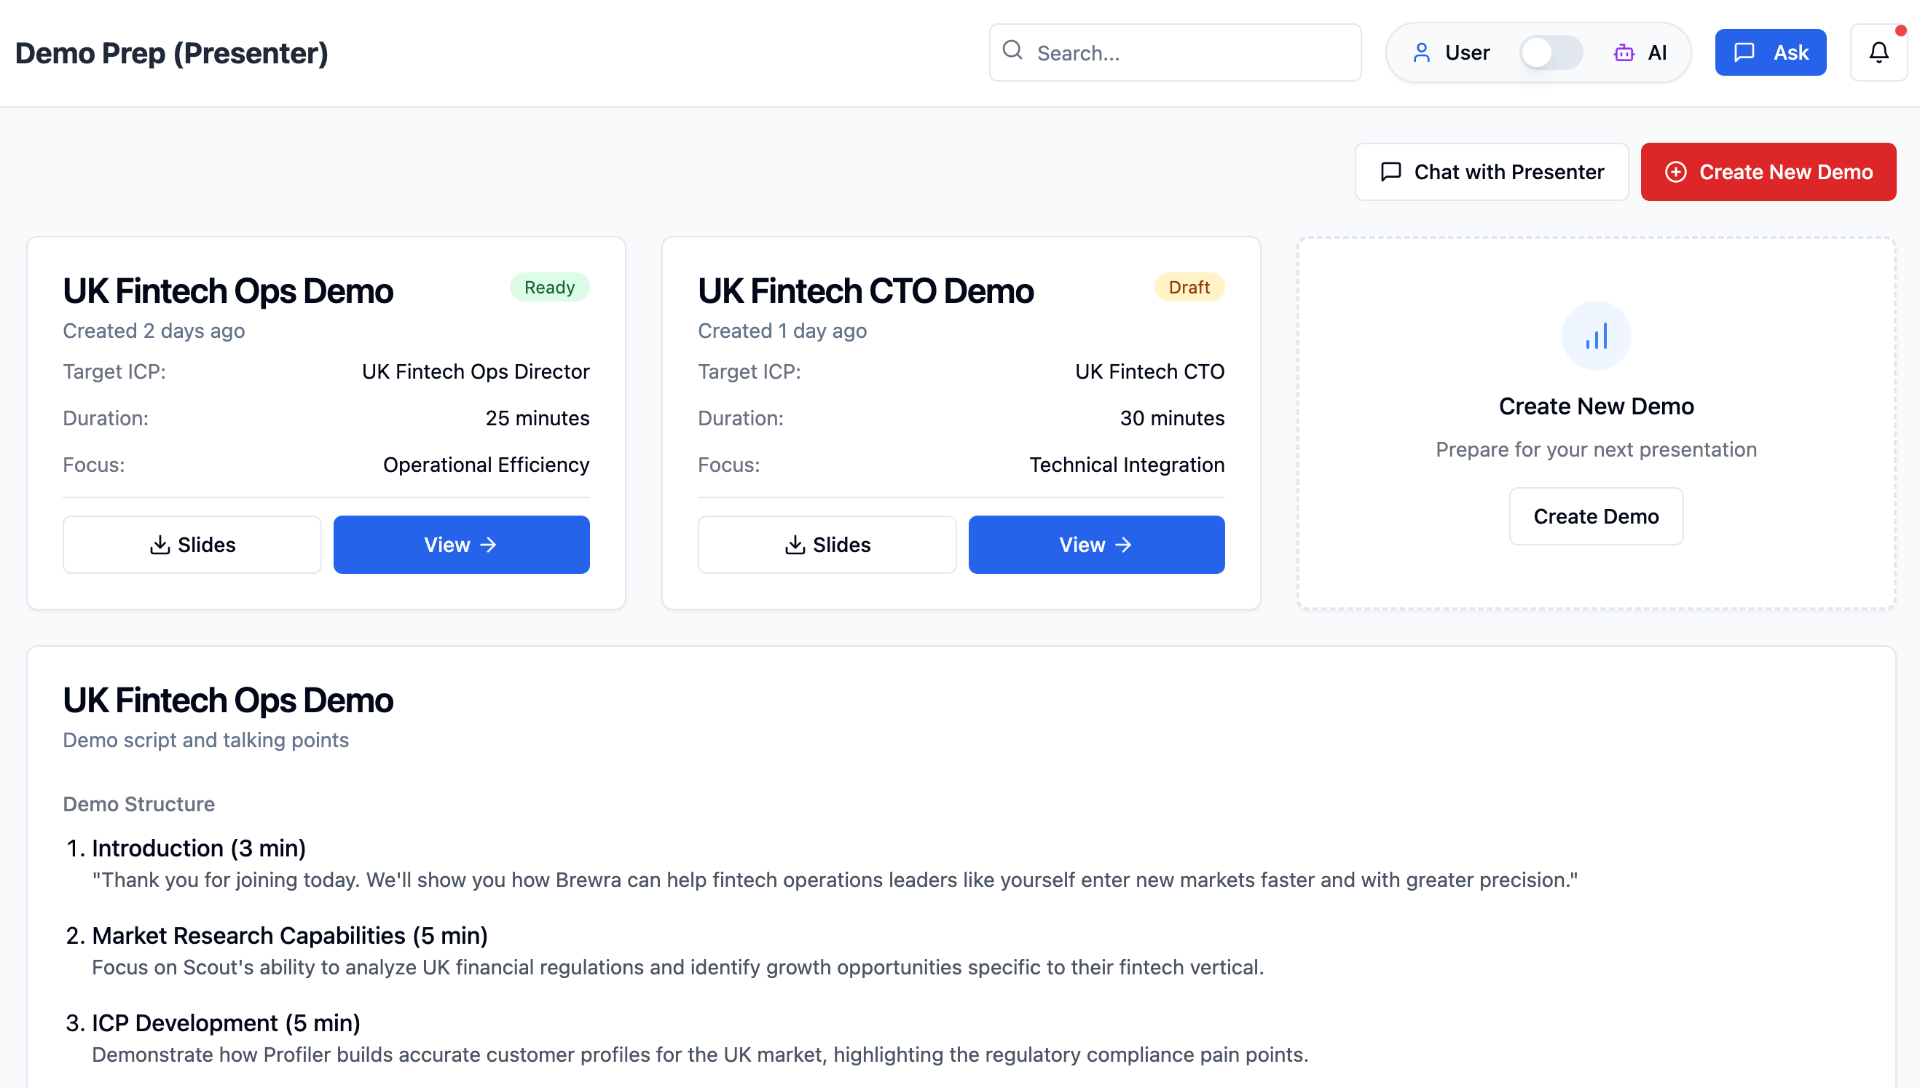 Demo Prep (Presenter)
Search...
User
AI
Ask
Chat with Presenter
Create New Demo
UK Fintech Ops Demo
Ready
Created 2 days ago
Target ICP: UK Fintech Ops Director
Duration: 25 minutes
Focus: Operational Efficiency
Slides
View
UK Fintech CTO Demo
Draft
Created 1 day ago
Target ICP: UK Fintech CTO
Duration: 30 minutes
Focus: Technical Integration
Slides
View
Create New Demo
Prepare for your next presentation
Create Demo
UK Fintech Ops Demo
Demo script and talking points
Demo Structure
1. Introduction (3 min)
"Thank you for joining today. We'll show you how Brewra can help fintech operations leaders like yourself enter new markets faster and with greater precision."
2. Market Research Capabilities (5 min)
Focus on Scout's ability to analyze UK financial regulations and identify growth opportunities specific to their fintech vertical.
3. ICP Development (5 min)
Demonstrate how Profiler builds accurate customer profiles for the UK market, highlighting the regulatory compliance pain points.